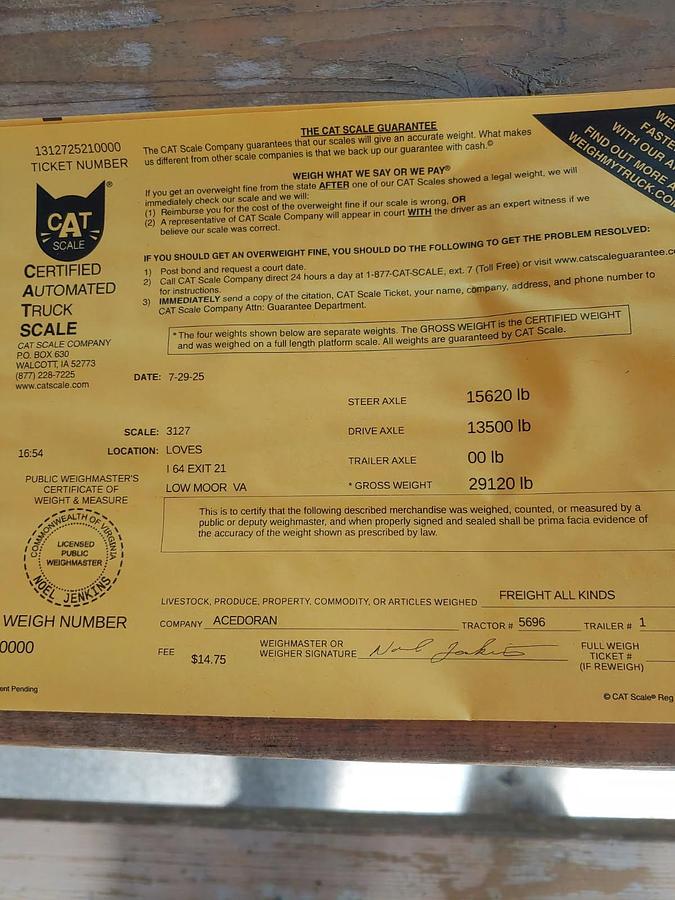 1312725210000
TICKET NUMBER
CAT
SCALE
®
CERTIFIED
AUTOMATED
TRUCK
SCALE
CAT SCALE COMPANY
P.O. BOX 630
WALCOTT, IA 52773
(877) 228-7225
www.catscale.com
THE CAT SCALE GUARANTEE
The CAT Scale Company guarantees that our scales will give an accurate weight. What makes
us different from other scale companies is that we back up our guarantee with cash.©
WEIGH WHAT WE SAY OR WE PAY®
If you get an overweight fine from the state AFTER one of our CAT Scales showed a legal weight, we will
immediately check our scale and we will:
(1) Reimburse you for the cost of the overweight fine if our scale is wrong, OR
(2) A representative of CAT Scale Company will appear in court WITH the driver as an expert witness if we
believe our scale was correct.
IF YOU SHOULD GET AN OVERWEIGHT FINE, YOU SHOULD DO THE FOLLOWING TO GET THE PROBLEM RESOLVED:
1) Post bond and request a court date.
2) Call CAT Scale Company direct 24 hours a day at 1-877-CAT-SCALE, ext. 7 (Toll Free) or visit www.catscaleguarantee.c
for instructions.
3) IMMEDIATELY send a copy of the citation, CAT Scale Ticket, your name, company, address, and phone number to
CAT Scale Company Attn: Guarantee Department.
WITH OUR A
FIND OUT MORE A
WEIGHMYTRUCK.CO
* The four weights shown below are separate weights. The GROSS WEIGHT is the CERTIFIED WEIGHT
and was weighed on a full length platform scale. All weights are guaranteed by CAT Scale.
DATE: 7-29-25
STEER AXLE 15620 lb
SCALE: 3127
DRIVE AXLE 13500 lb
16:54
LOCATION: LOVES
I 64 EXIT 21
LOW MOOR VA
TRAILER AXLE 00 lb
* GROSS WEIGHT 29120 lb
PUBLIC WEIGHMASTER'S
CERTIFICATE OF
WEIGHT & MEASURE
COMMONWEALTH OF VIRGINIA
LICENSED
PUBLIC
WEIGHMASTER
NOEL JENKINS
This is to certify that the following described merchandise was weighed, counted, or measured by a
public or deputy weighmaster, and when properly signed and sealed shall be prima facia evidence of
the accuracy of the weight shown as prescribed by law.
LIVESTOCK, PRODUCE, PROPERTY, COMMODITY, OR ARTICLES WEIGHED FREIGHT ALL KINDS
WEIGH NUMBER
0000
COMPANY ACEDORAN TRACTOR # 5696 TRAILER # 1
FEE $14.75
WEIGHMASTER OR
WEIGHER SIGNATURE Noel Jenkins
FULL WEIGH
TICKET #
(IF REWEIGH)
ent Pending
© CAT Scale® Reg